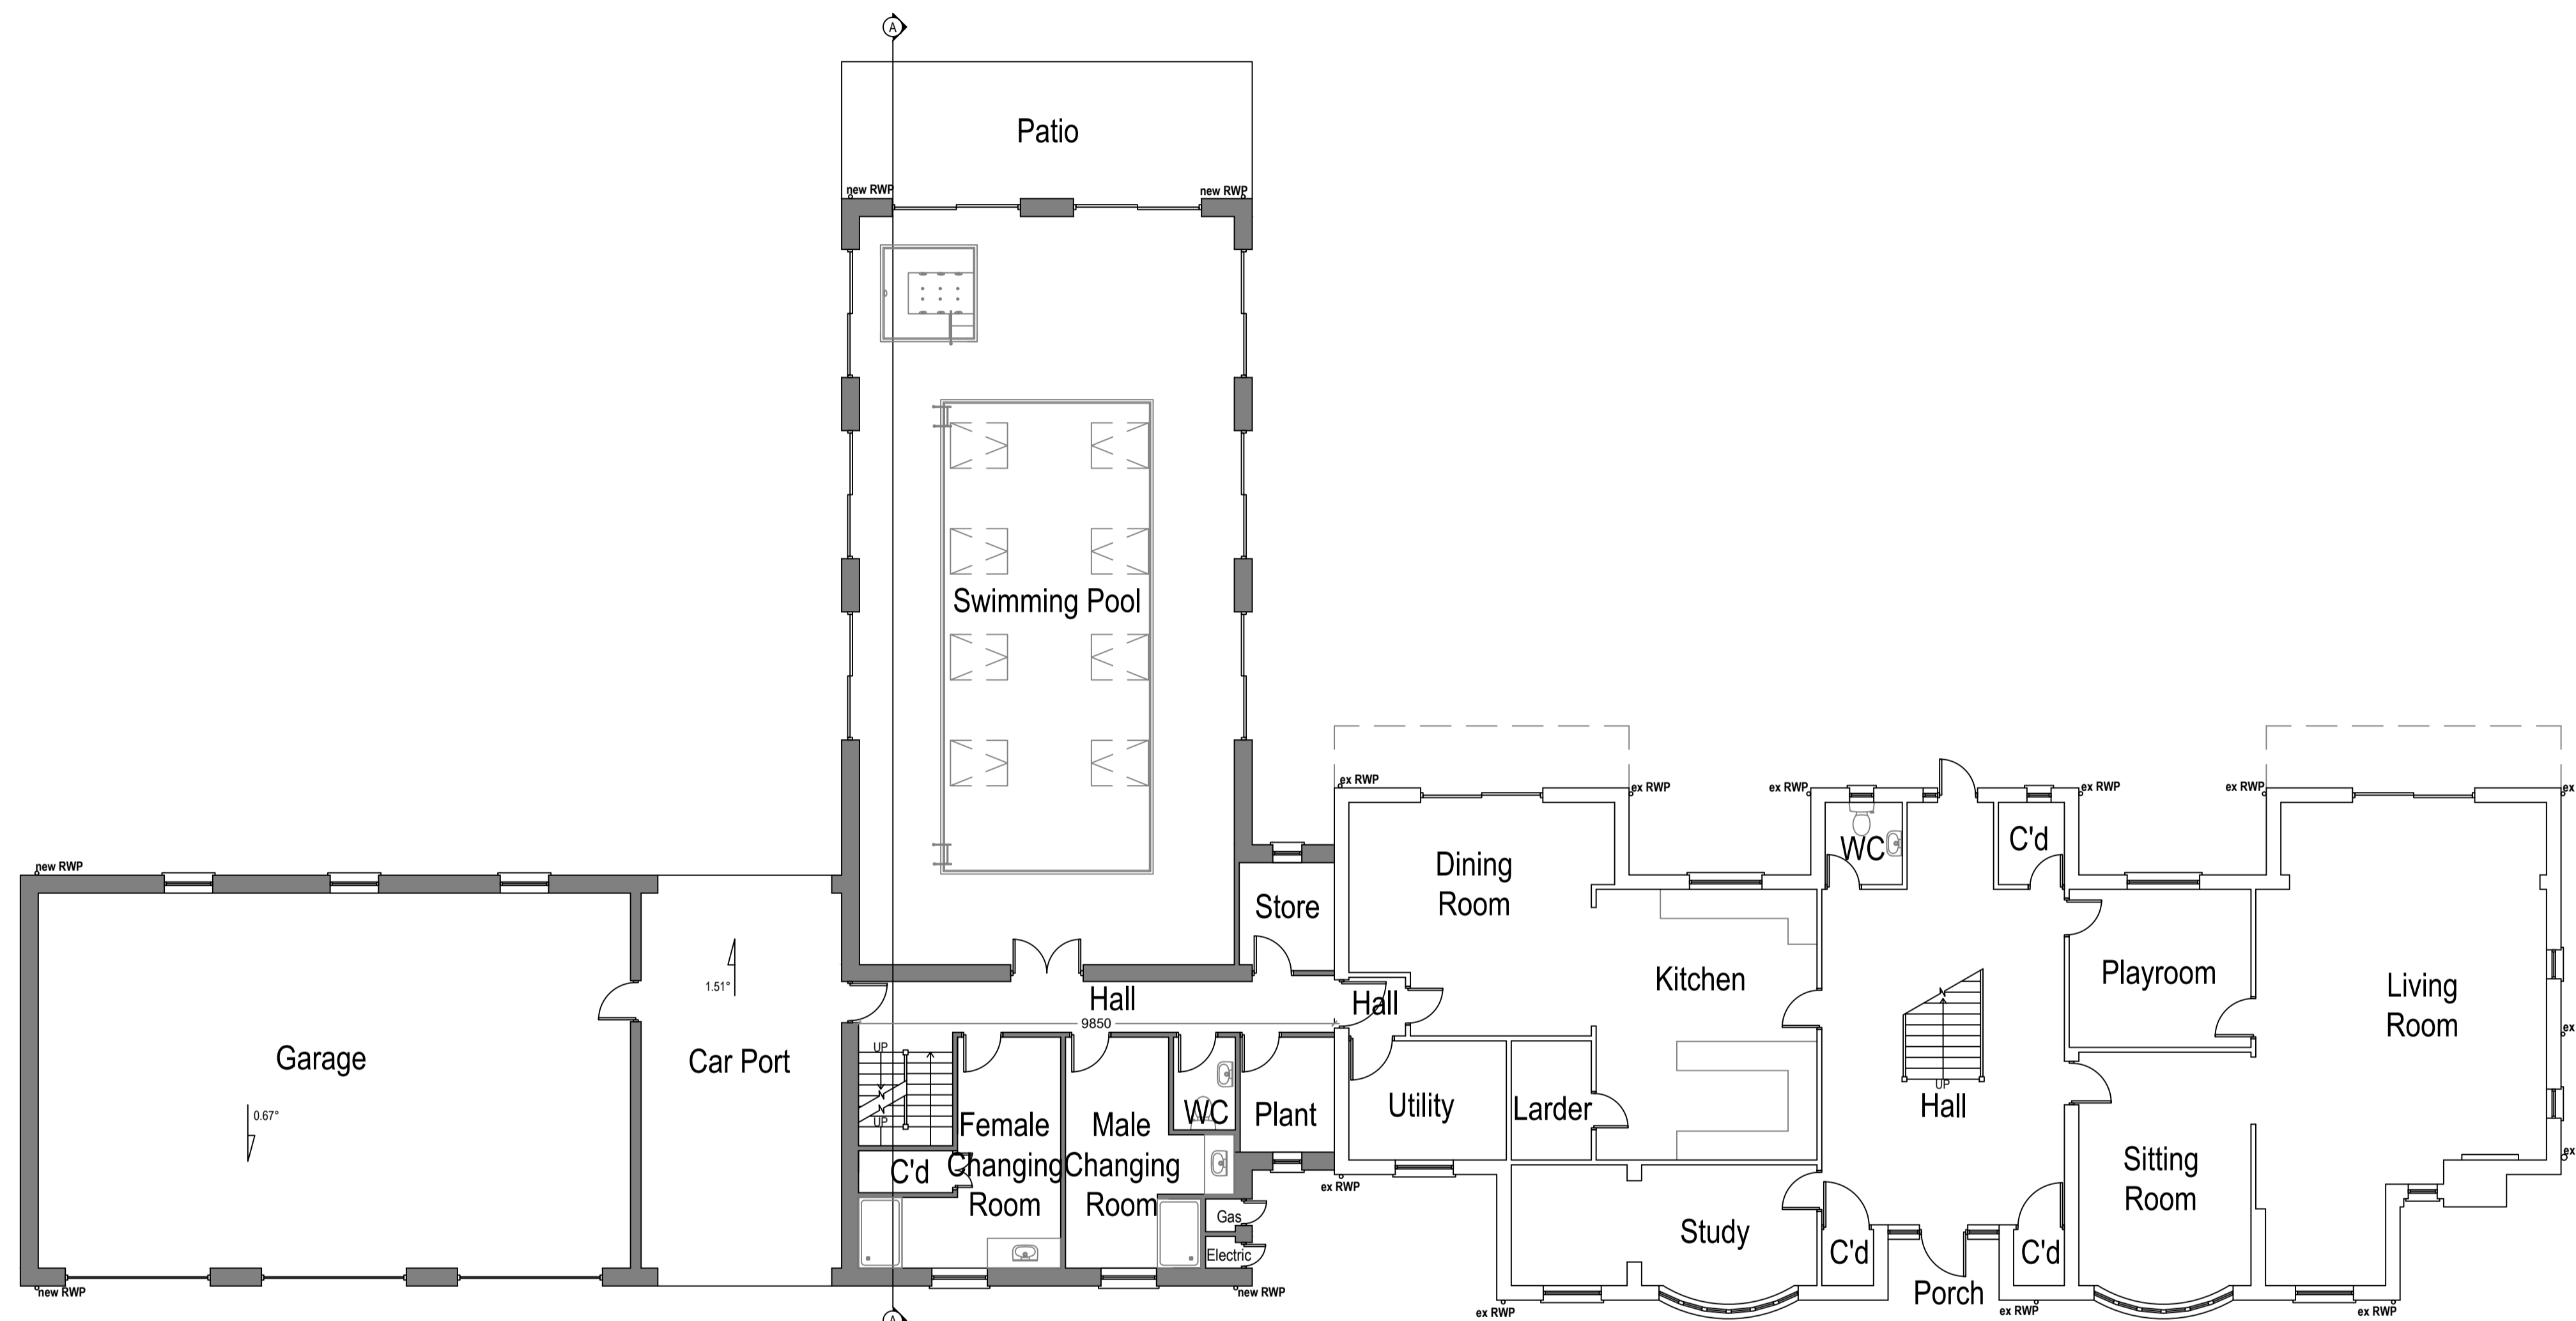 A
Patio
new RWP
new RWP
Swimming Pool
ex RWP
ex RWP
ex RWP
ex RWP
ex RWP
ex
new RWP
WC
C'd
Dining
Room
Store
Kitchen
Playroom
Living
Room
1.51°
Hall
Hall
9850
Garage
Car Port
UP
UP
UP
Hall
0.67°
Female
Changing
Room
Male
Changing
Room
WC
Plant
Utility
Larder
C'd
Sitting
Room
ex
ex
ex RWP
Gas
Electric
Study
C'd
C'd
Porch
new RWP
new RWP
ex RWP
ex RWP
ex RWP
A